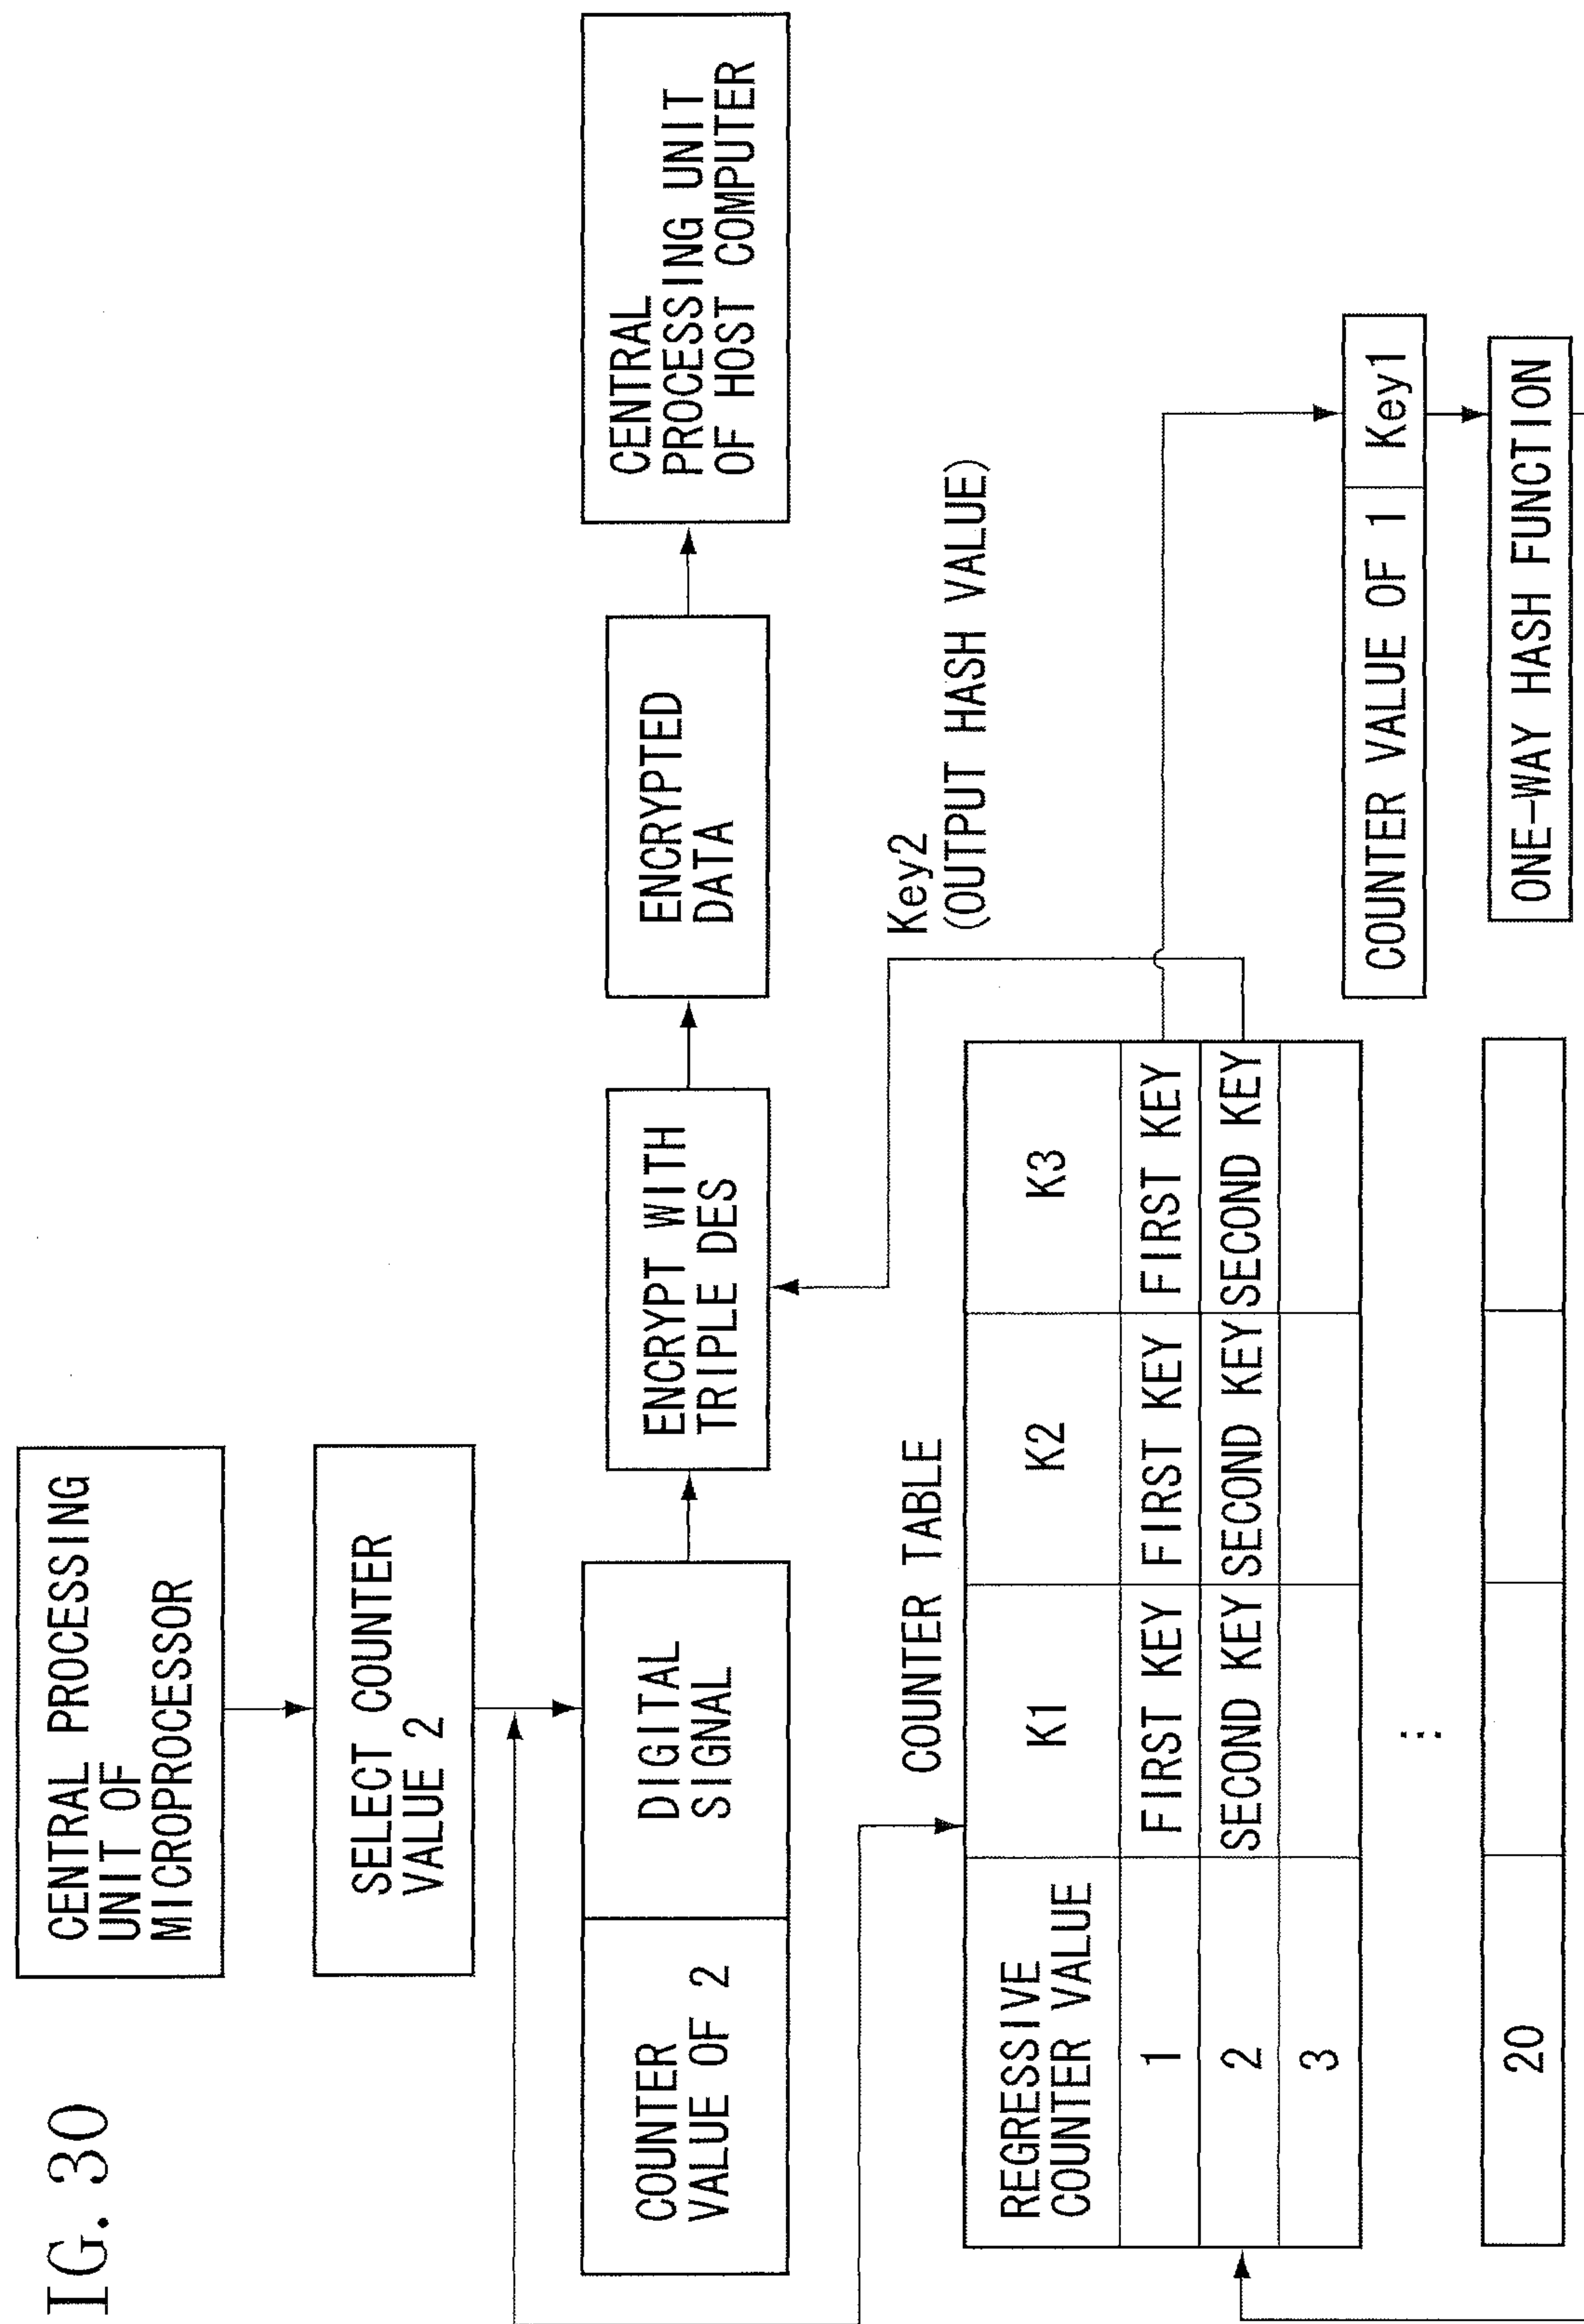 IG. 30
CENTRAL PROCESSING
UNIT OF
MICROPROCESSOR
SELECT COUNTER
VALUE 2
COUNTER
VALUE OF 2
DIGITAL
SIGNAL
ENCRYPT WITH
TRIPLE DES
ENCRYPTED
DATA
CENTRAL
PROCESSING UNIT
OF HOST COMPUTER
Key2
(OUTPUT HASH VALUE)
COUNTER TABLE
REGRESSIVE
COUNTER VALUE
K1
K2
K3
1
FIRST KEY
FIRST KEY
FIRST KEY
2
SECOND KEY
SECOND KEY
SECOND KEY
3
20
COUNTER VALUE OF 1
Key1
ONE-WAY HASH FUNCTION